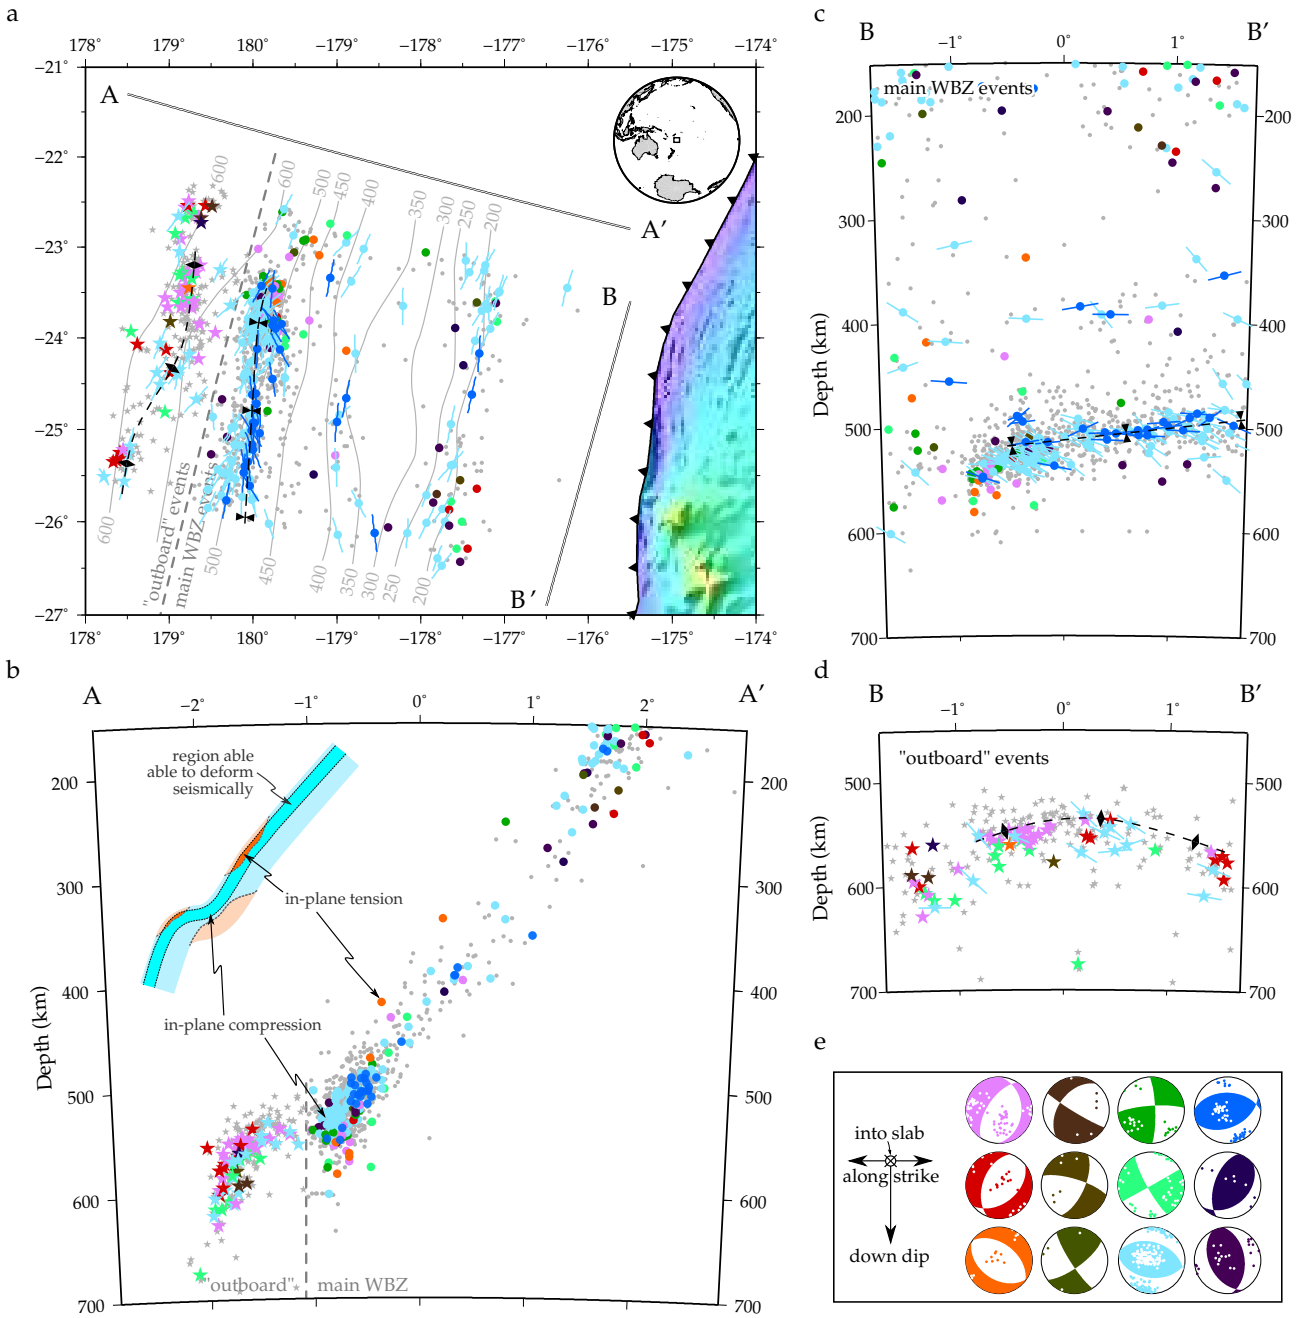 a
178° 179° 180° −179° −178° −177° −176° −175° −174°
−21°
−22°
−23°
−24°
−25°
−26°
−27°
A
A′
B
B′
600
600
500
450
400
350
300
250
200
600
500
450
400
350
300
250
200
"outboard" events
main WBZ events
178° 179° 180° −179° −178° −177° −176° −175° −174°
b
A
A′
−2° −1° 0° 1° 2°
200
300
400
500
600
700
200
300
400
500
600
700
Depth (km)
region able
able to deform
seismically
in-plane tension
in-plane compression
"outboard"
main WBZ
c
B
B′
−1° 0° 1°
main WBZ events
200
300
400
500
600
700
200
300
400
500
600
700
Depth (km)
d
B
B′
−1° 0° 1°
"outboard" events
500
600
700
500
600
700
Depth (km)
e
into slab
along strike
down dip